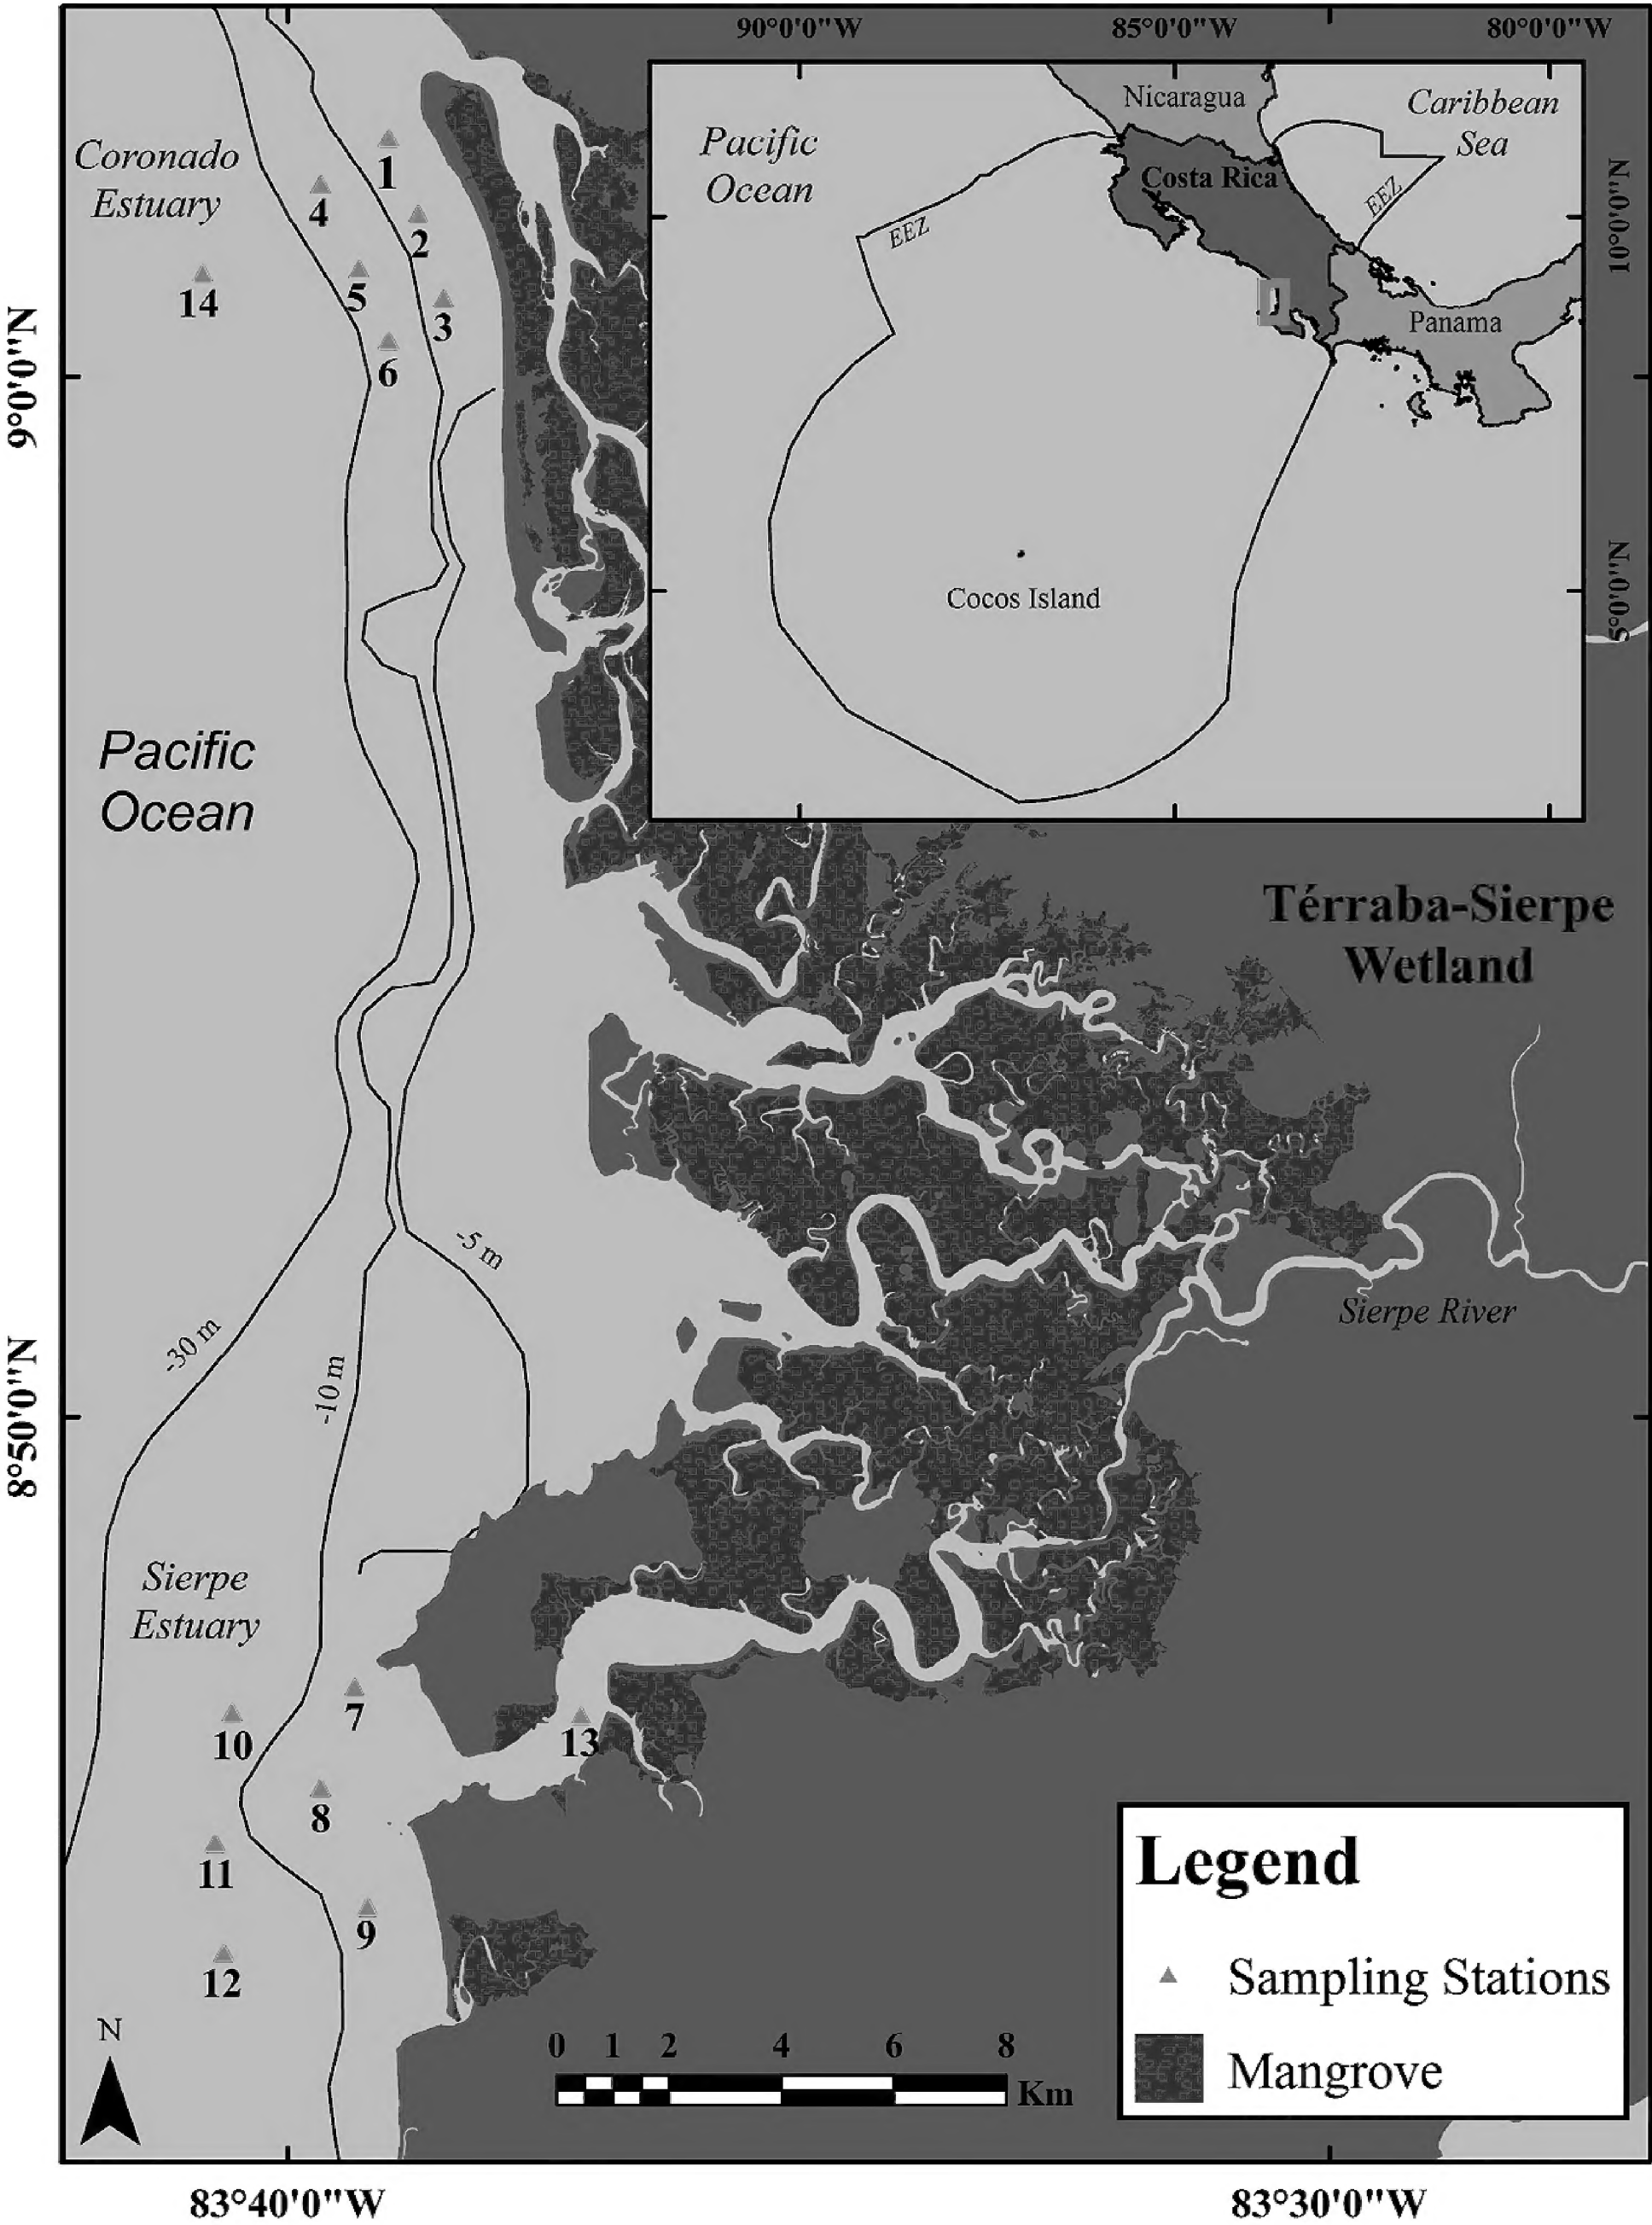 90°0'0"W
85°0'0"W
80°0'0"W
Nicaragua
Caribbean
Sea
Pacific
Ocean
Costa Rica
EEZ
EEZ
10°0'0"N
Panama
5°0'0"N
Cocos Island
Coronado
Estuary
1
4
2
14
5
3
6
9°0'0"N
Pacific
Ocean
Térraba-Sierpe
Wetland
-5 m
-30 m
-10 m
Sierpe River
8°50'0"N
Sierpe
Estuary
7
10
13
8
11
9
12
N
0 1 2 4 6 8
Km
Legend
Sampling Stations
Mangrove
83°40'0"W
83°30'0"W